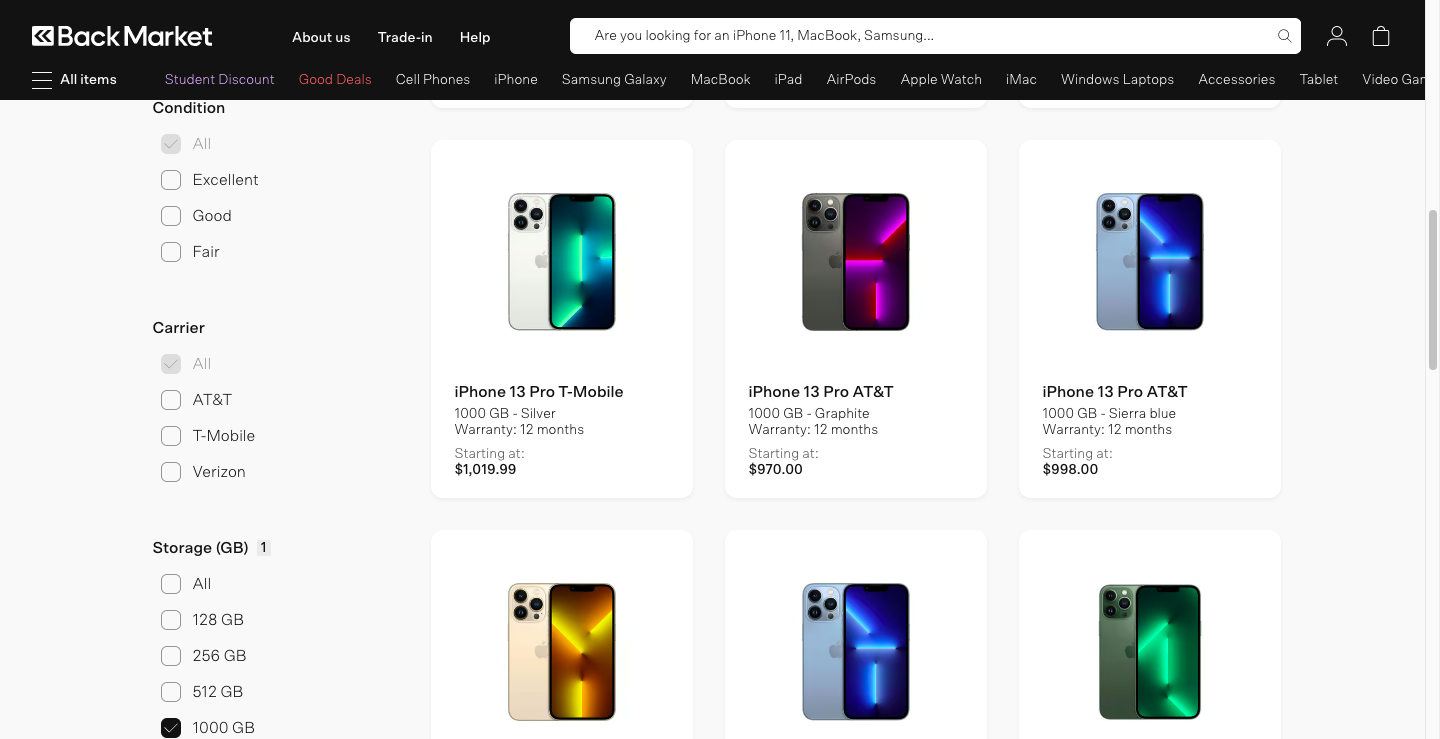 BackMarket
About us
Trade-in
Help
Are you looking for an iPhone 11, MacBook, Samsung...
All items
Student Discount
Good Deals
Cell Phones
iPhone
Samsung Galaxy
MacBook
iPad
AirPods
Apple Watch
iMac
Windows Laptops
Accessories
Tablet
Video Gam
Condition
All
Excellent
Good
Fair
Carrier
All
AT&T
T-Mobile
Verizon
Storage (GB) 1
All
128 GB
256 GB
512 GB
1000 GB
iPhone 13 Pro T-Mobile
1000 GB - Silver
Warranty: 12 months
Starting at:
$1,019.99
iPhone 13 Pro AT&T
1000 GB - Graphite
Warranty: 12 months
Starting at:
$970.00
iPhone 13 Pro AT&T
1000 GB - Sierra blue
Warranty: 12 months
Starting at:
$998.00